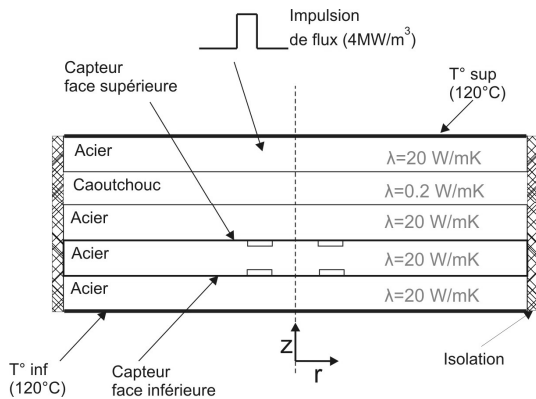 Impulsion
de flux (4MW/m³)
Capteur
face supérieure
T° sup
(120°C)
Acier
λ=20 W/mK
Caoutchouc
λ=0.2 W/mK
Acier
λ=20 W/mK
Acier
λ=20 W/mK
Acier
λ=20 W/mK
z
r
T° inf
(120°C)
Capteur
face inférieure
Isolation